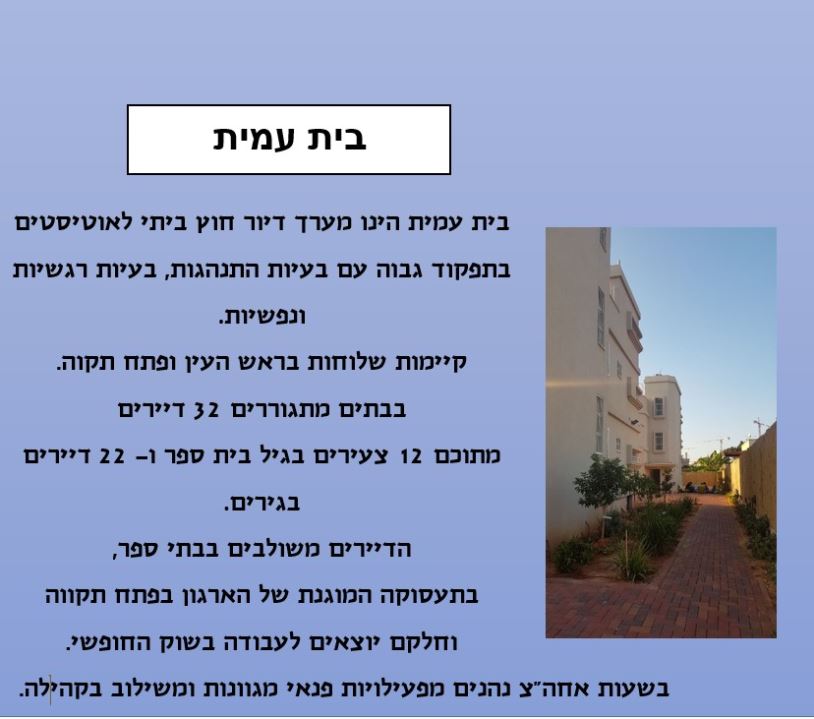 בית עמית
בית עמית הינו מערך דיור חוץ ביתי לאוטיסטים
בתפקוד גבוה עם בעיות התנהגות, בעיות רגשיות
ונפשיות.
קיימות שלוחות בראש העין ופתח תקוה.
בבתים מתגוררים 32 דיירים
מתוכם 12 צעירים בגיל בית ספר ו– 22 דיירים
בגירים.
הדיירים משולבים בבתי ספר,
בתעסוקה המוגנת של הארגון בפתח תקווה
וחלקם יוצאים לעבודה בשוק החופשי.
בשעות אחה"צ נהנים מפעילויות פנאי מגוונות ומשילוב בקהילה.